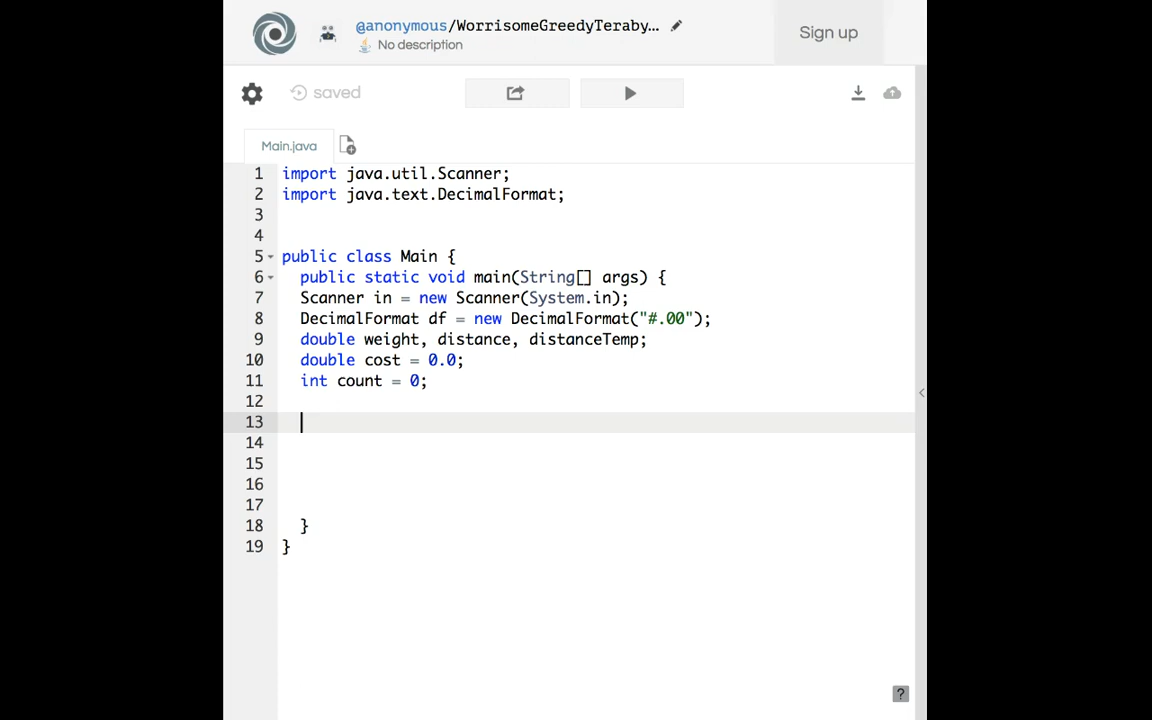 @anonymous/WorrisomeGreedyTeraby...
No description
Sign up
saved
Main.java
1 import java.util.Scanner;
2 import java.text.DecimalFormat;
3
4
5 public class Main {
6 public static void main(String[] args) {
7 Scanner in = new Scanner(System.in);
8 DecimalFormat df = new DecimalFormat("#.00");
9 double weight, distance, distanceTemp;
10 double cost = 0.0;
11 int count = 0;
12
13
14
15
16
17
18 }
19 }
?